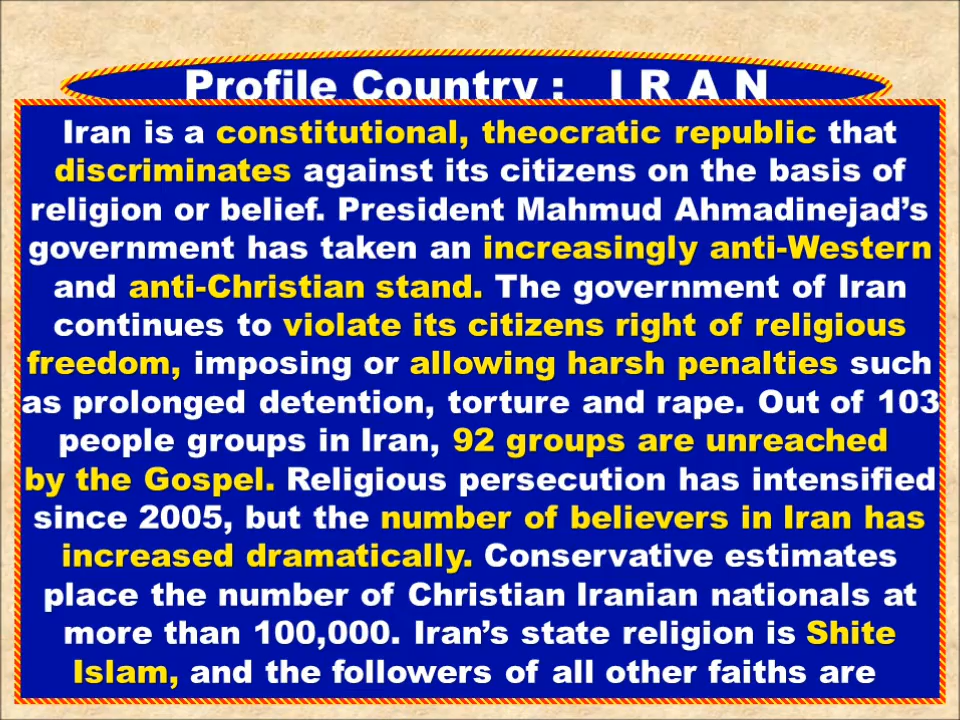 Profile Country : I R A N
Iran is a constitutional, theocratic republic that
discriminates against its citizens on the basis of
religion or belief. President Mahmud Ahmadinejad’s
government has taken an increasingly anti-Western
and anti-Christian stand. The government of Iran
continues to violate its citizens right of religious
freedom, imposing or allowing harsh penalties such
as prolonged detention, torture and rape. Out of 103
people groups in Iran, 92 groups are unreached
by the Gospel. Religious persecution has intensified
since 2005, but the number of believers in Iran has
increased dramatically. Conservative estimates
place the number of Christian Iranian nationals at
more than 100,000. Iran’s state religion is Shite
Islam, and the followers of all other faiths are